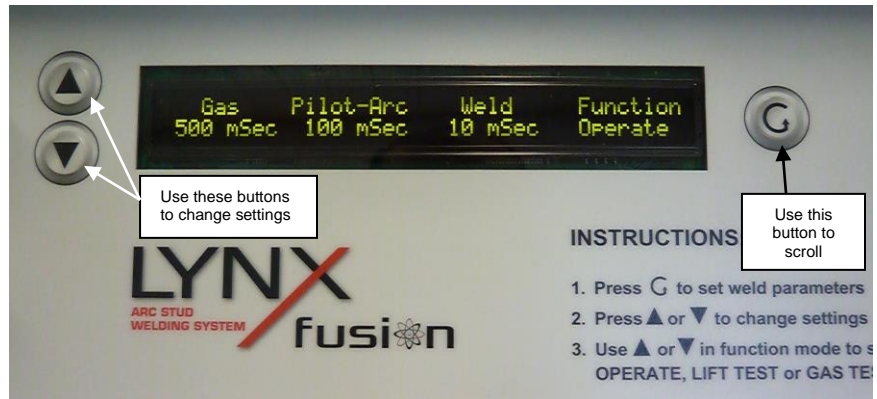 Gas Pilot-Arc Weld Function
500 mSec 100 mSec 10 mSec Operate
Use these buttons
to change settings
Use this
button to
scroll
LYNX
ARC STUD
WELDING SYSTEM
fusion
INSTRUCTIONS
1. Press G to set weld parameters
2. Press ▲ or ▼ to change settings
3. Use ▲ or ▼ in function mode to s
OPERATE, LIFT TEST or GAS TES